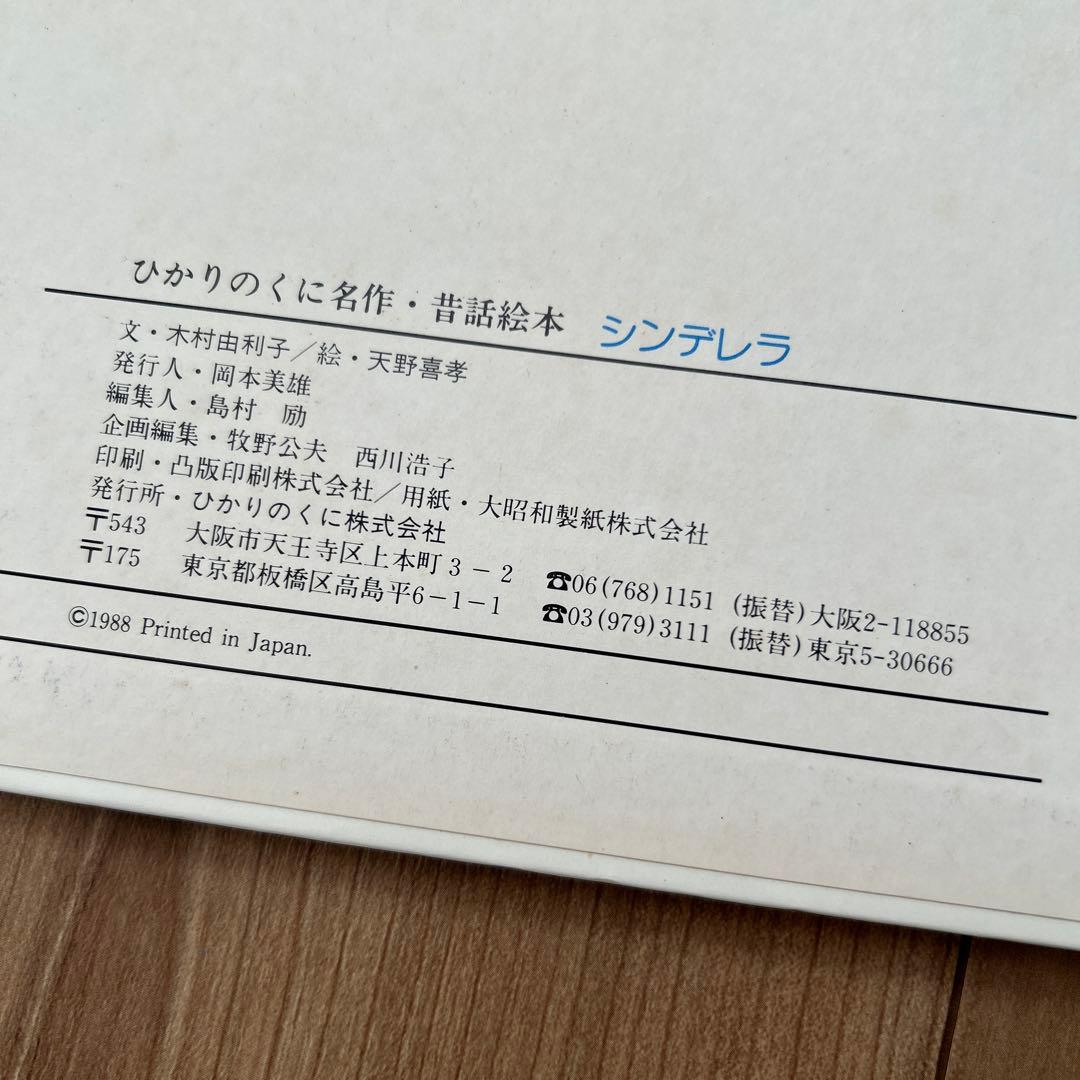 ひかりのくに名作・昔話絵本 シンデレラ
文・木村由利子／絵・天野喜孝
発行人・岡本美雄
編集人・島村 励
企画編集・牧野公夫 西川浩子
印刷・凸版印刷株式会社／用紙・大昭和製紙株式会社
発行所・ひかりのくに株式会社
〒543 大阪市天王寺区上本町3－2 ☎06(768)1151 (振替)大阪2-118855
〒175 東京都板橋区高島平6-1-1 ☎03(979)3111 (振替)東京5-30666
©1988 Printed in Japan.